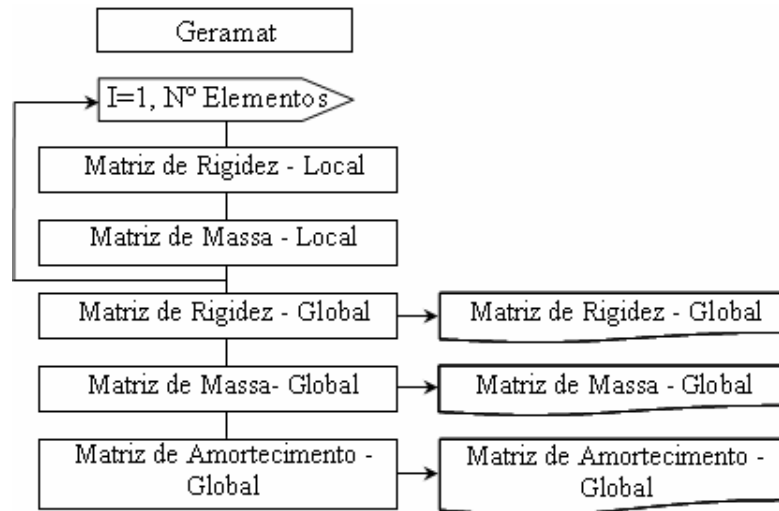 Geramat
I=1, Nº Elementos
Matriz de Rigidez - Local
Matriz de Massa - Local
Matriz de Rigidez - Global
Matriz de Rigidez - Global
Matriz de Massa- Global
Matriz de Massa - Global
Matriz de Amortecimento -
Global
Matriz de Amortecimento -
Global